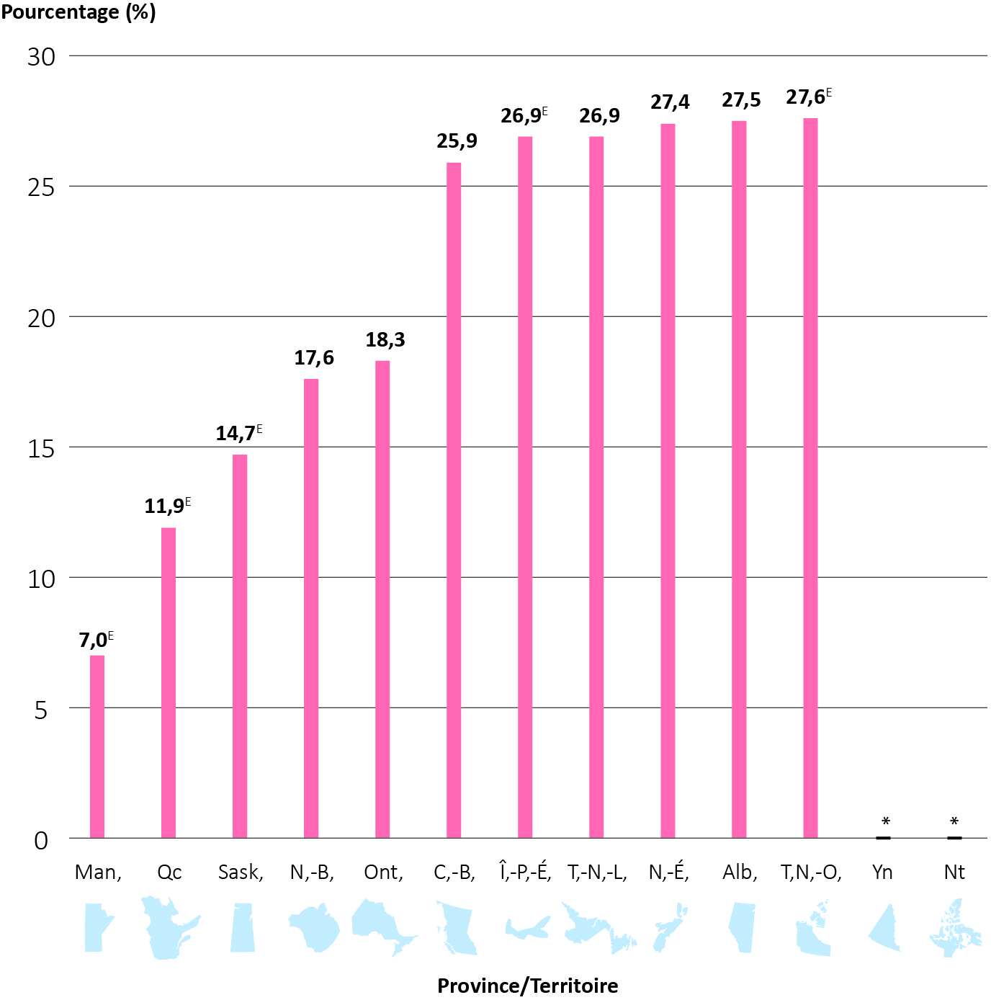 Pourcentage (%)
30
25
20
15
10
5
0
7,0E
11,9E
14,7E
17,6
18,3
25,9
26,9E
26,9
27,4
27,5
27,6E
*
*
Man, Qc Sask, N,-B, Ont, C,-B, Î,-P,-É, T,-N,-L, N,-É, Alb, T,N,-O, Yn Nt
Province/Territoire